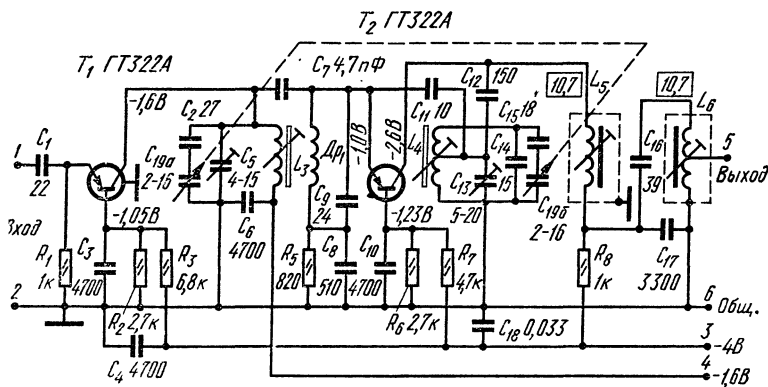 T₂ ГТ322А
T₁ ГТ322А
C₇ 4,7 пФ
C₁₂
150
10,7
L₅
10,7
L₆
-1,6В
C₂ 27
C₁₁ 10
C₁₅ 18
-1,0В
-2,6В
L₄
C₁₄
C₁₆
5
Выход
C₁
1
22
C₁₉а
2-16
C₅
4-15
L₃
Др₁
C₁₃
15
39
-1,05В
C₆
4700
C₉
24
-1,23В
5-20
C₁₉б
2-16
C₁₇
3300
Вход
R₁
1к
C₃
4700
R₃
6,8к
R₅
820
C₈
510
C₁₀
4700
R₇
4,7к
R₈
1к
2
R₂ 2,7к
R₆ 2,7к
6 Общ.
C₁₈ 0,033
3
-4В
C₄ 4700
4
-1,6В